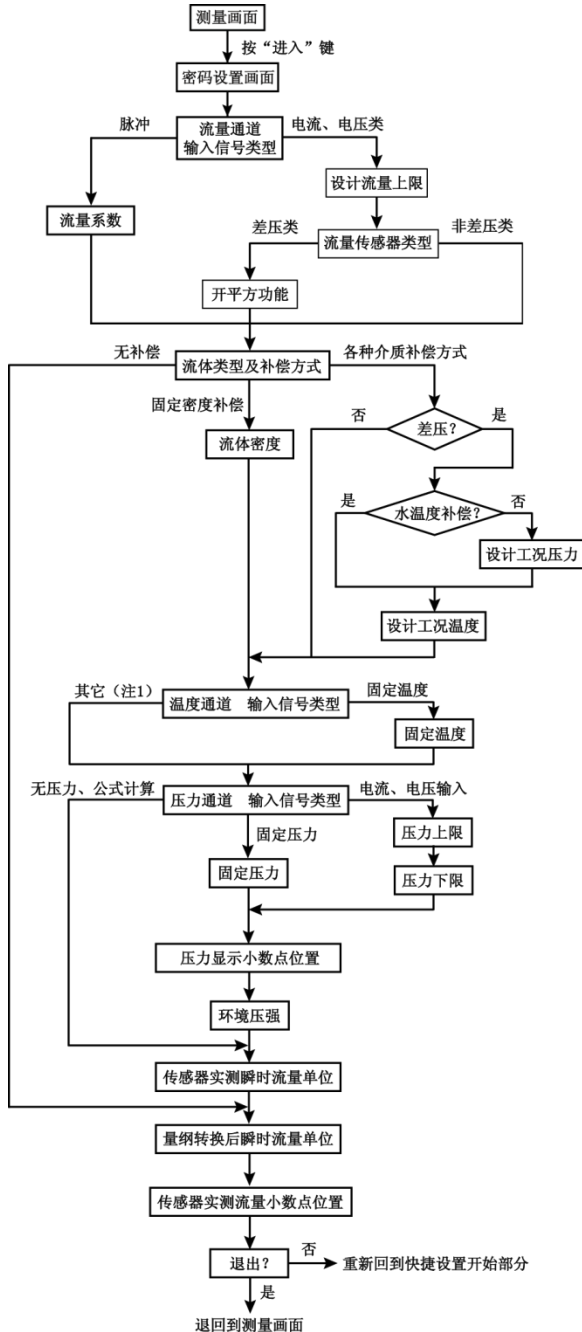 测量画面
按“进入”键
密码设置画面
脉冲
流量通道
输入信号类型
电流、电压类
设计流量上限
流量系数
差压类
流量传感器类型
非差压类
开平方功能
无补偿
流体类型及补偿方式
各种介质补偿方式
固定密度补偿
否
差压?
是
流体密度
是
水温度补偿?
否
设计工况压力
设计工况温度
其它（注1）
温度通道 输入信号类型
固定温度
固定温度
无压力、公式计算
压力通道 输入信号类型
电流、电压输入
固定压力
压力上限
固定压力
压力下限
压力显示小数点位置
环境压强
传感器实测瞬时流量单位
量纲转换后瞬时流量单位
传感器实测流量小数点位置
退出?
否
重新回到快捷设置开始部分
是
退回到测量画面